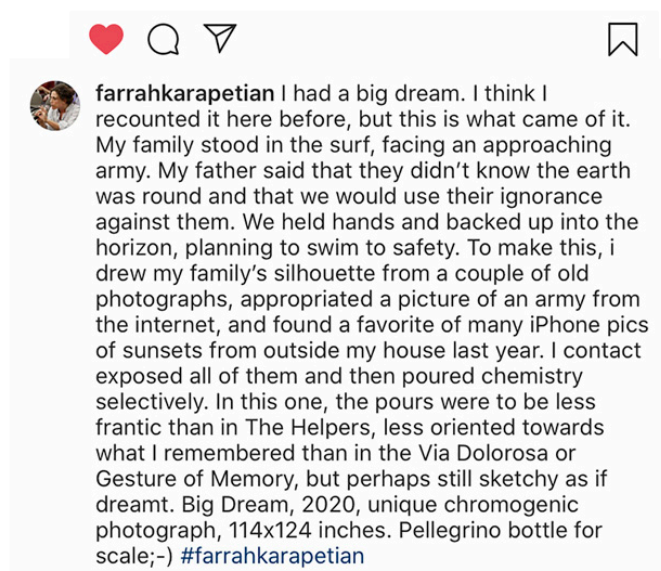 farrahkarapetian I had a big dream. I think I
recounted it here before, but this is what came of it.
My family stood in the surf, facing an approaching
army. My father said that they didn’t know the earth
was round and that we would use their ignorance
against them. We held hands and backed up into the
horizon, planning to swim to safety. To make this, i
drew my family’s silhouette from a couple of old
photographs, appropriated a picture of an army from
the internet, and found a favorite of many iPhone pics
of sunsets from outside my house last year. I contact
exposed all of them and then poured chemistry
selectively. In this one, the pours were to be less
frantic than in The Helpers, less oriented towards
what I remembered than in the Via Dolorosa or
Gesture of Memory, but perhaps still sketchy as if
dreamt. Big Dream, 2020, unique chromogenic
photograph, 114x124 inches. Pellegrino bottle for
scale;-) #farrahkarapetian